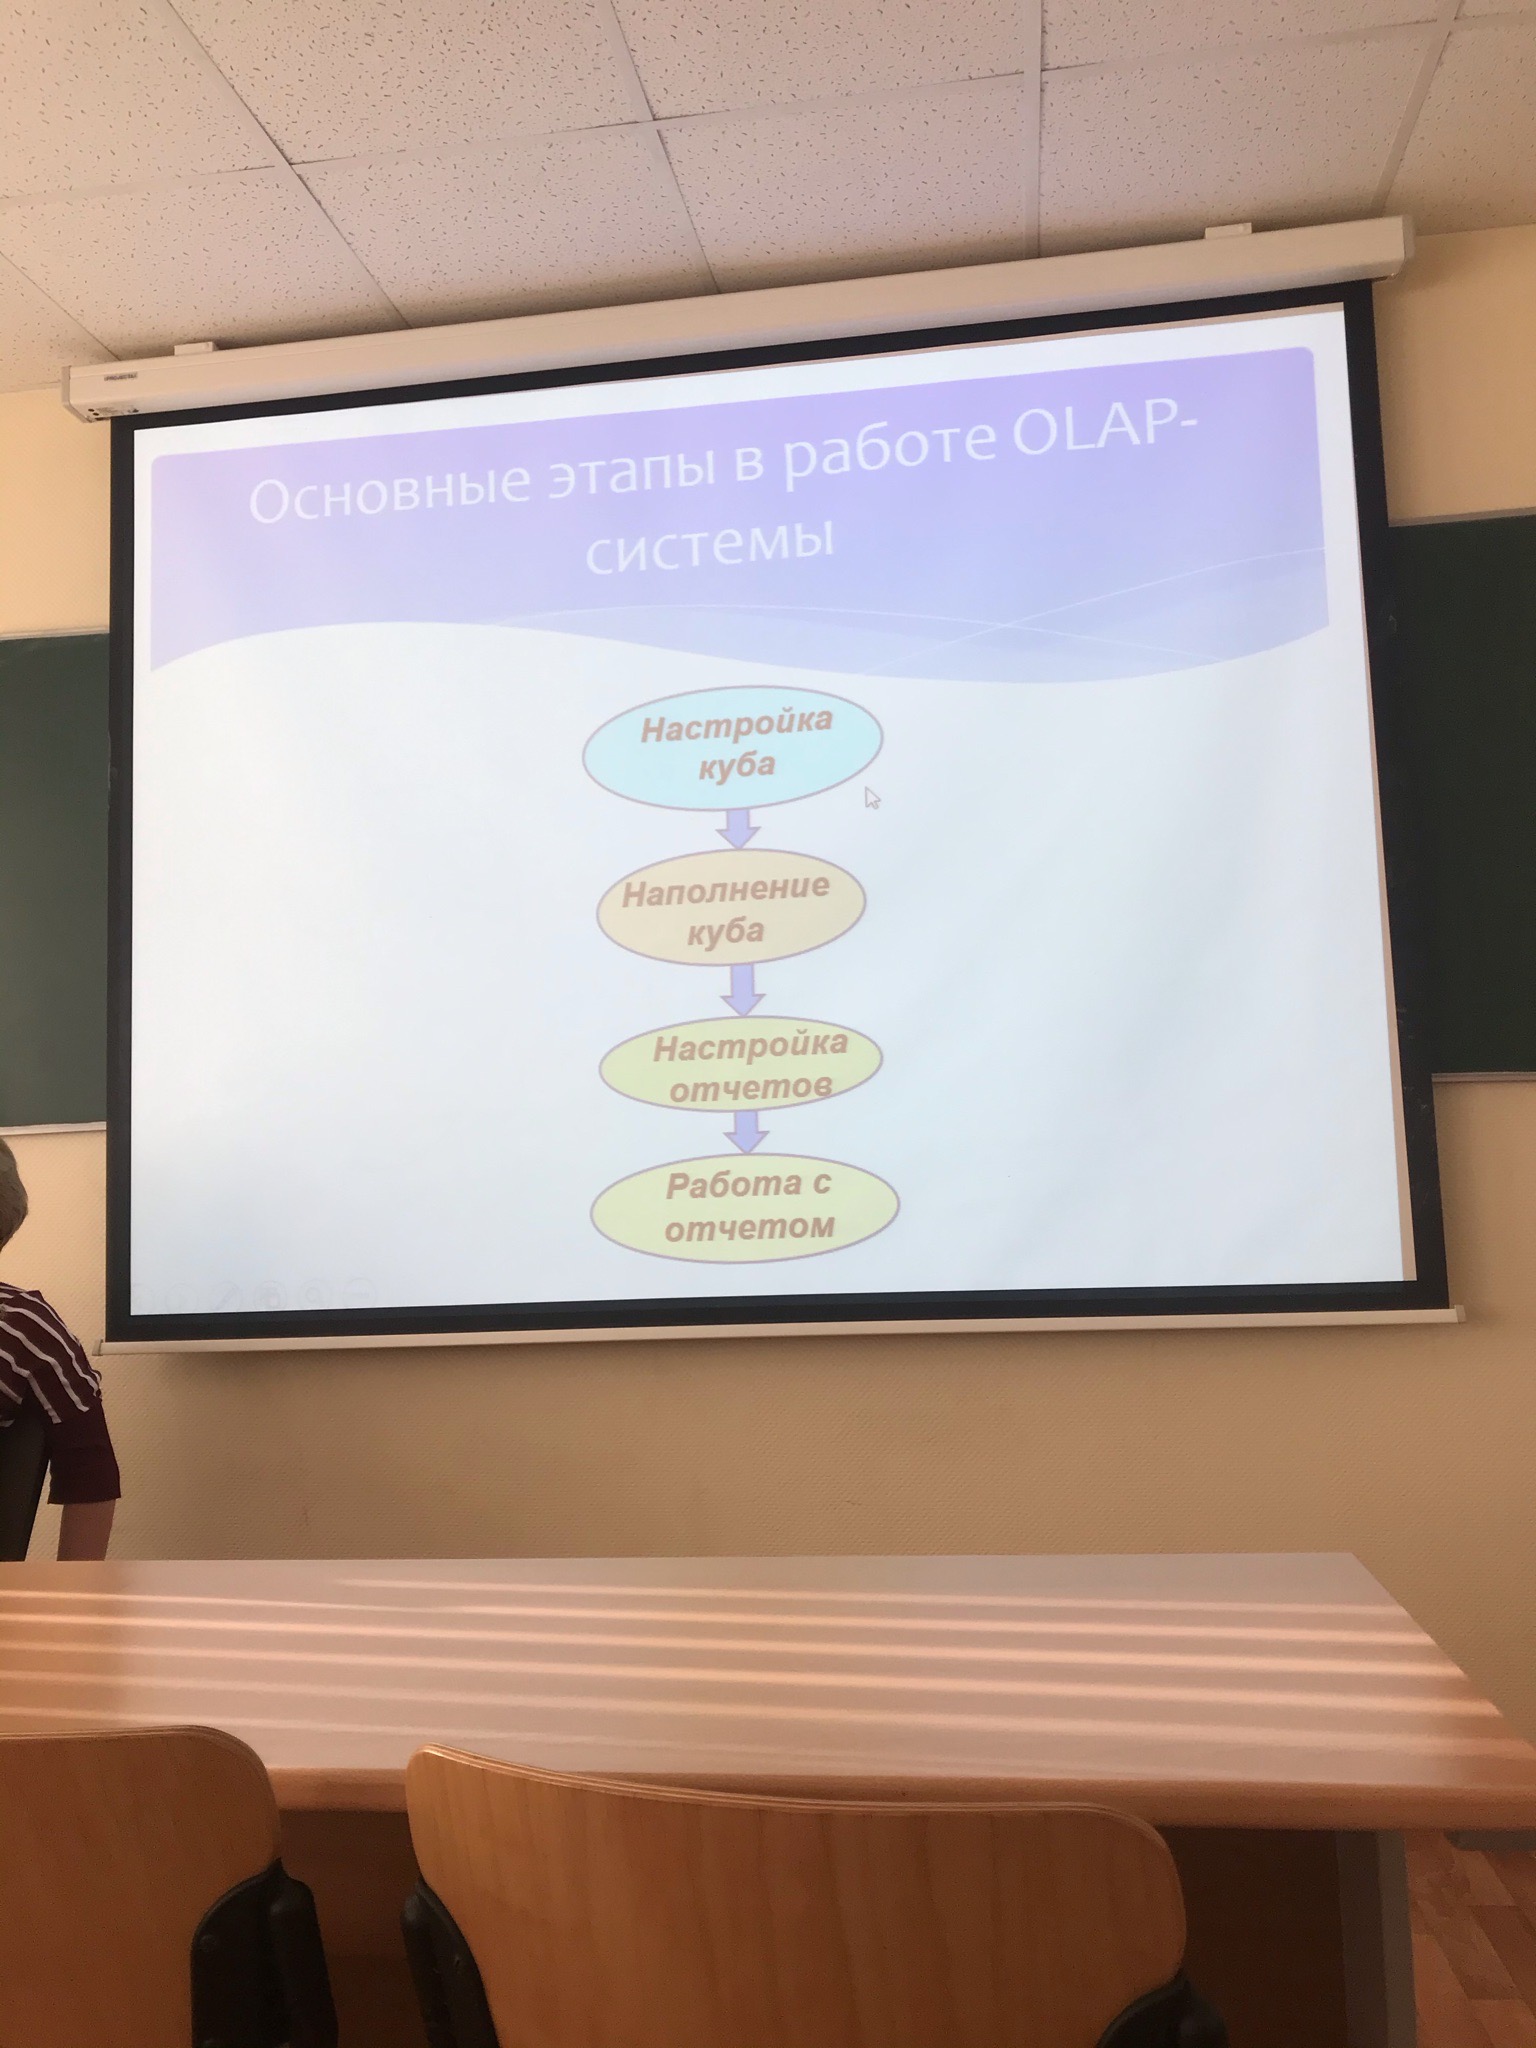 Основные этапы в работе OLAP-
системы
Настройка
куба
Наполнение
куба
Настройка
отчетов
Работа с
отчетом